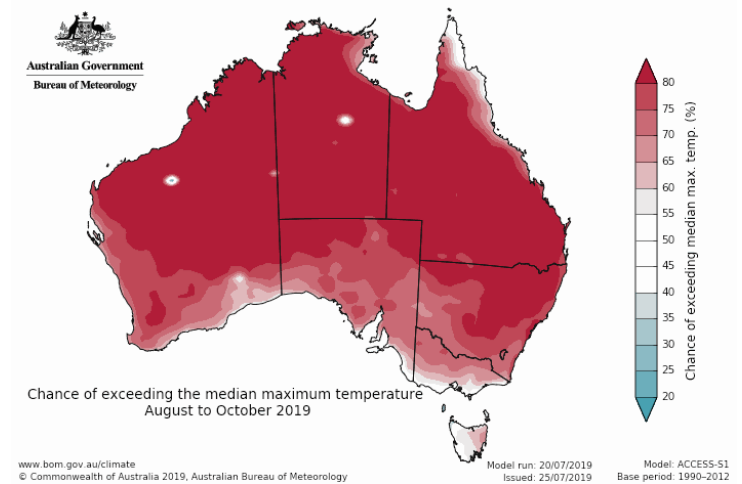 Australian Government
Bureau of Meteorology
80
75
70
65
60
55
50
45
40
35
30
25
20
Chance of exceeding median max. temp. (%)
Chance of exceeding the median maximum temperature
August to October 2019
www.bom.gov.au/climate
© Commonwealth of Australia 2019, Australian Bureau of Meteorology
Model run: 20/07/2019
Issued: 25/07/2019
Model: ACCESS-S1
Base period: 1990–2012